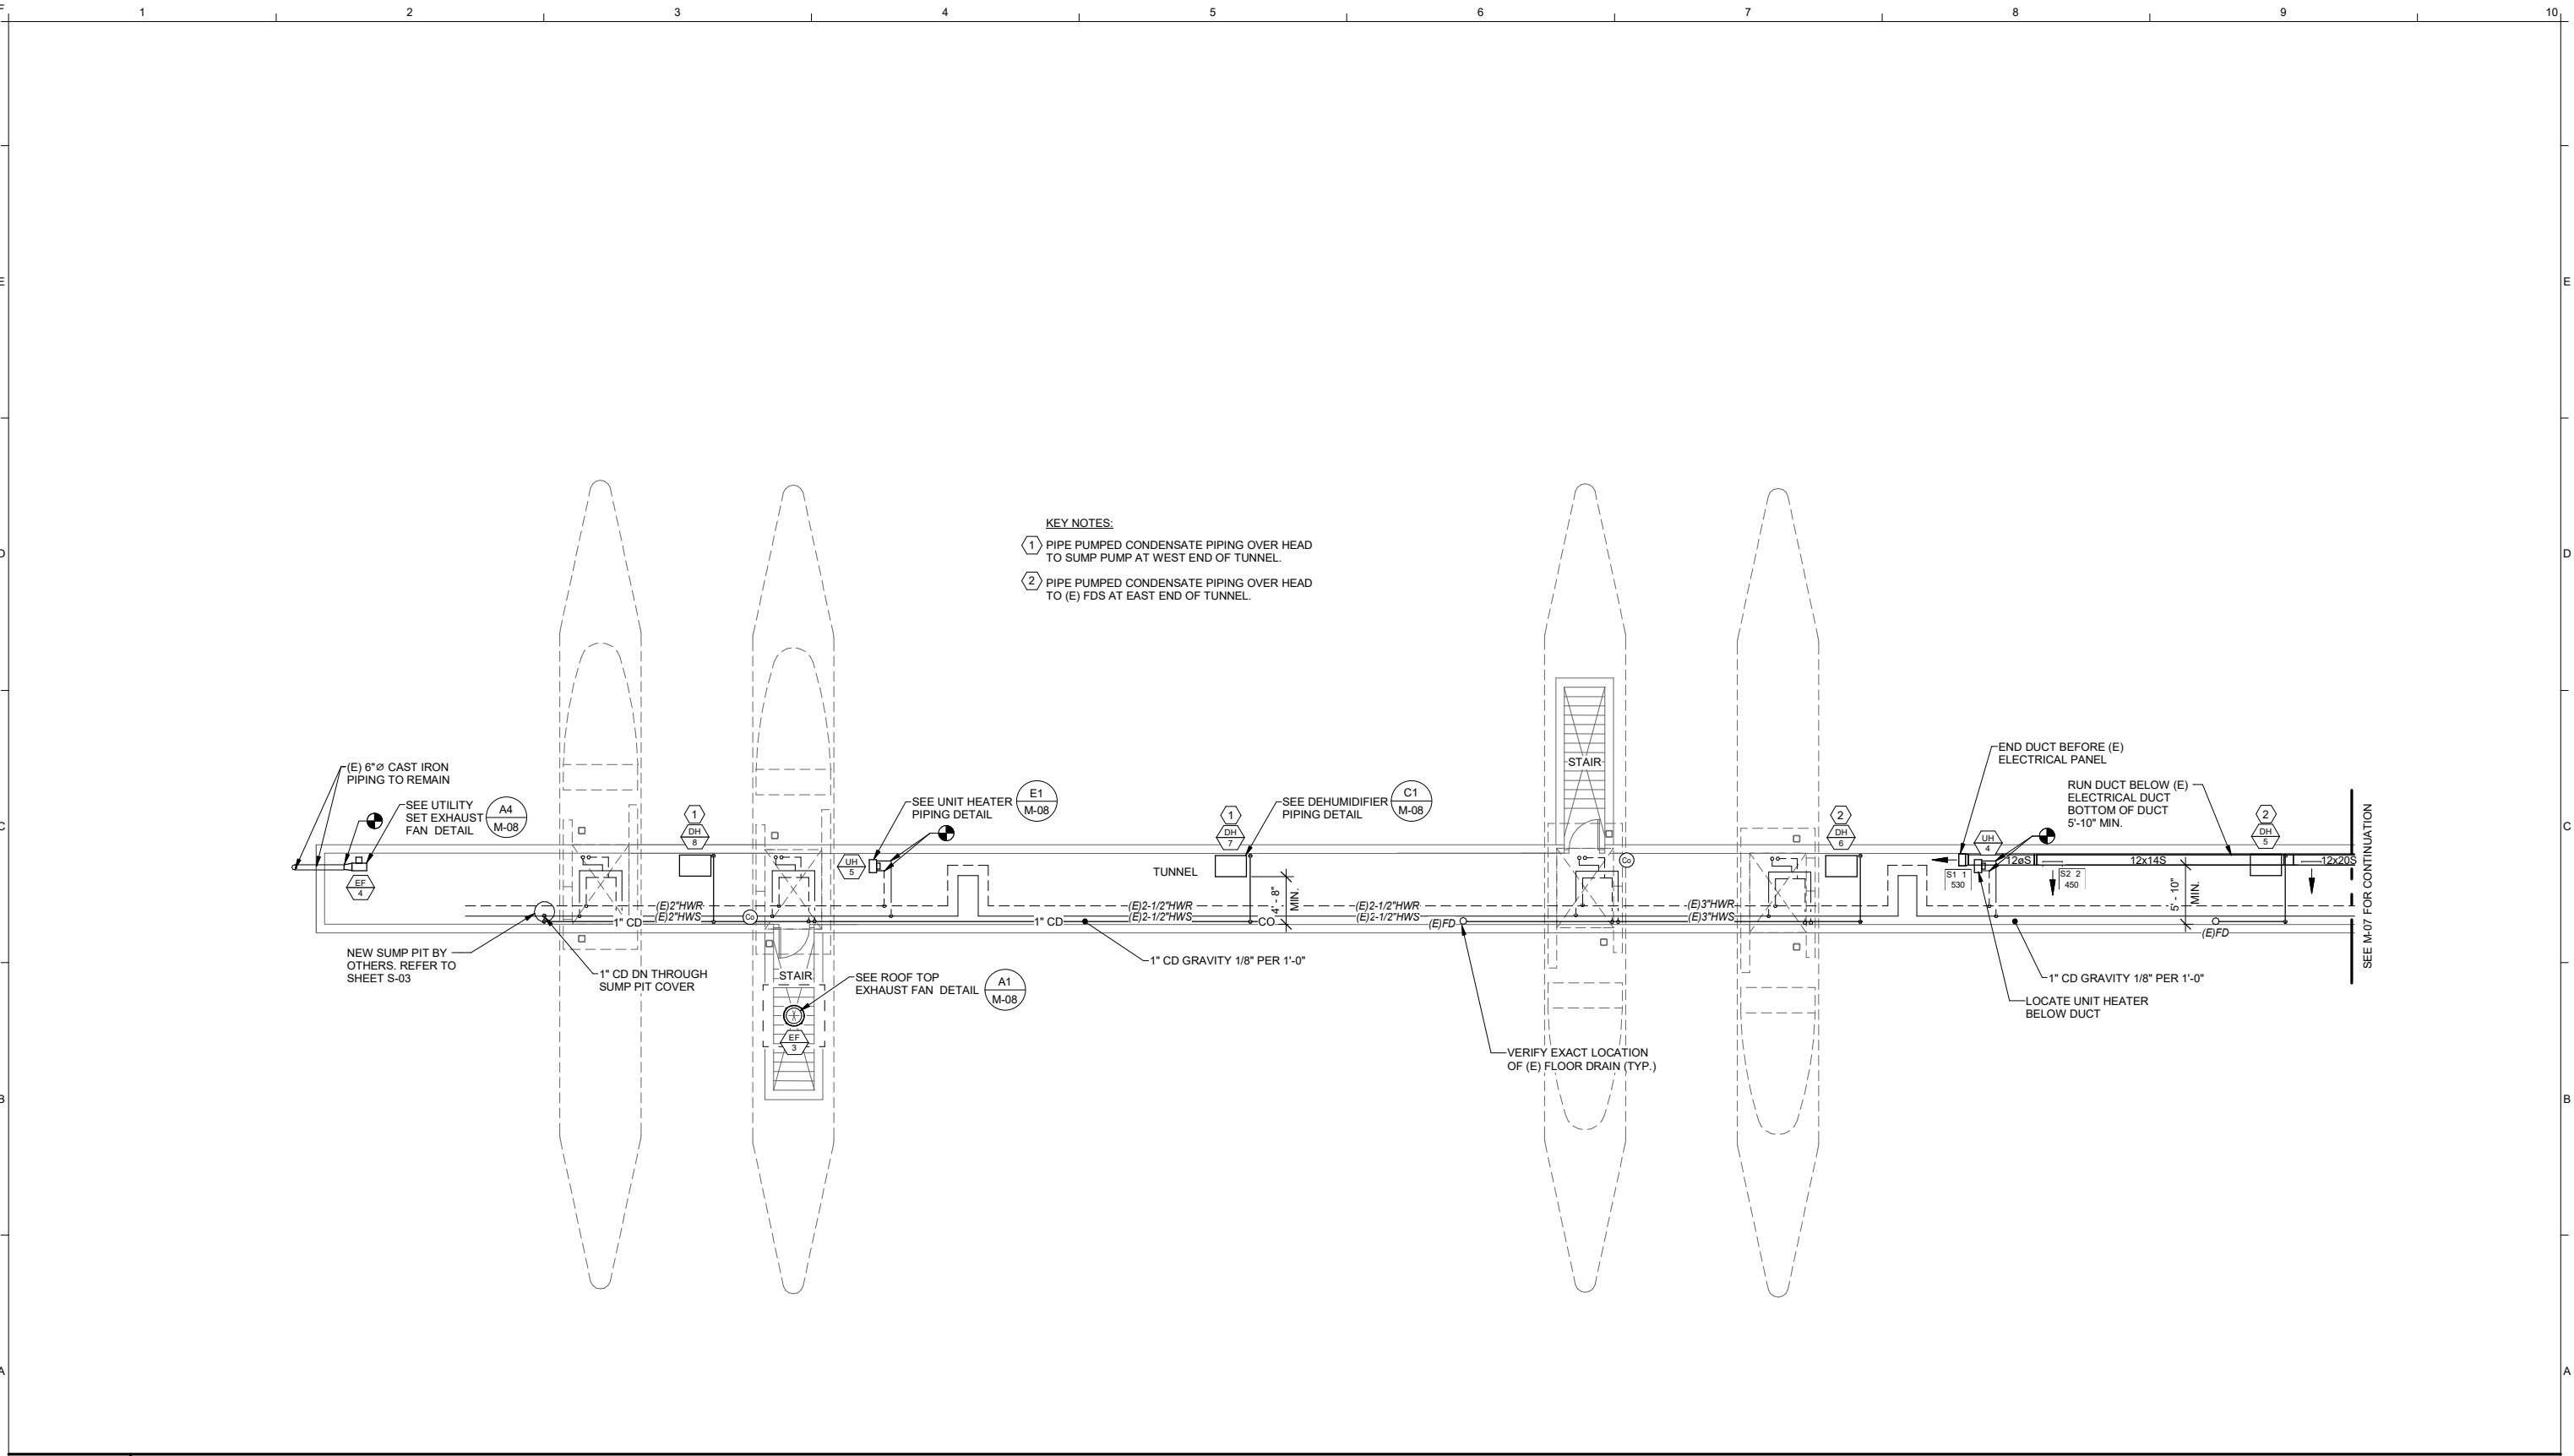 1 2 3 4 5 6 7 8 9 10
F
E E
D D
C C
B B
A A
KEY NOTES:
1 PIPE PUMPED CONDENSATE PIPING OVER HEAD
TO SUMP PUMP AT WEST END OF TUNNEL.
2 PIPE PUMPED CONDENSATE PIPING OVER HEAD
TO (E) FDS AT EAST END OF TUNNEL.
(E) 6"Ø CAST IRON
PIPING TO REMAIN
SEE UTILITY
SET EXHAUST
FAN DETAIL
A4
M-08
EF
4
NEW SUMP PIT BY
OTHERS. REFER TO
SHEET S-03
1" CD DN THROUGH
SUMP PIT COVER
1" CD
(E)2"HWR
(E)2"HWS
1
DH
8
Co
STAIR
SEE ROOF TOP
EXHAUST FAN DETAIL
A1
M-08
EF
3
UH
5
SEE UNIT HEATER
PIPING DETAIL
E1
M-08
1" CD
1" CD GRAVITY 1/8" PER 1'-0"
(E)2-1/2"HWR
(E)2-1/2"HWS
TUNNEL
1
DH
7
SEE DEHUMIDIFIER
PIPING DETAIL
C1
M-08
CO
4' - 8"
MIN.
(E)2-1/2"HWR
(E)2-1/2"HWS
(E)FD
VERIFY EXACT LOCATION
OF (E) FLOOR DRAIN (TYP.)
STAIR
Co
(E)3"HWR
(E)3"HWS
2
DH
6
END DUCT BEFORE (E)
ELECTRICAL PANEL
RUN DUCT BELOW (E)
ELECTRICAL DUCT
BOTTOM OF DUCT
5'-10" MIN.
UH
4
S1 1
530
12øS
S2 2
450
12x14S
2
DH
5
12x20S
5' - 10"
MIN.
(E)FD
1" CD GRAVITY 1/8" PER 1'-0"
LOCATE UNIT HEATER
BELOW DUCT
SEE M-07 FOR CONTINUATION